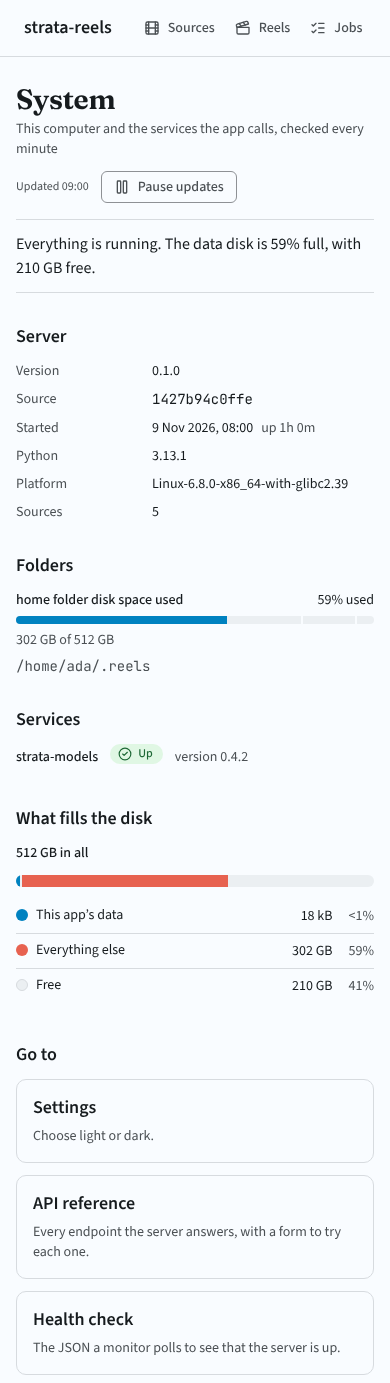 strata-reels Sources Reels Jobs
System
This computer and the services the app calls, checked every
minute
Updated 09:00 Pause updates
Everything is running. The data disk is 59% full, with
210 GB free.
Server
Version 0.1.0
Source 1427b94c0ffe
Started 9 Nov 2026, 08:00 up 1h 0m
Python 3.13.1
Platform Linux-6.8.0-x86_64-with-glibc2.39
Sources 5
Folders
home folder disk space used 59% used
302 GB of 512 GB
/home/ada/.reels
Services
strata-models Up version 0.4.2
What fills the disk
512 GB in all
This app's data 18 kB <1%
Everything else 302 GB 59%
Free 210 GB 41%
Go to
Settings
Choose light or dark.
API reference
Every endpoint the server answers, with a form to try
each one.
Health check
The JSON a monitor polls to see that the server is up.